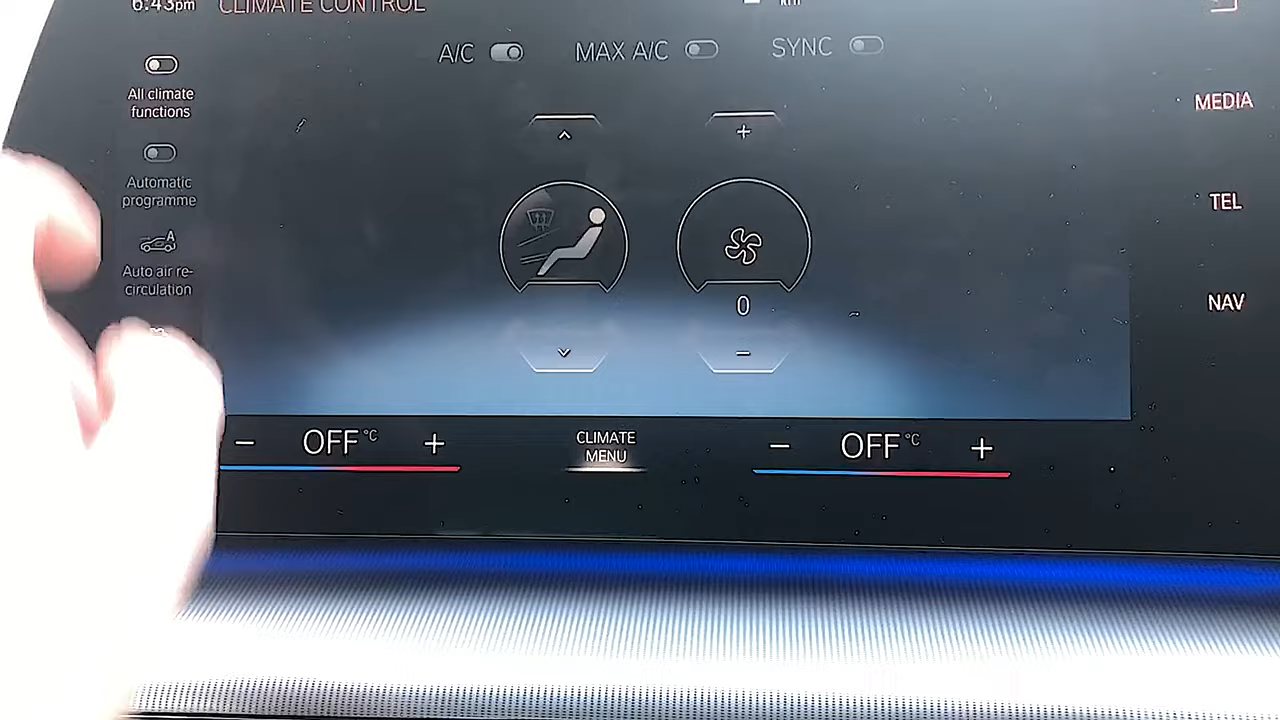 6:43pm CLIMATE CONTROL
km
A/C MAX A/C SYNC
All climate
functions
Automatic
programme
A
Auto air re-
circulation
0
MEDIA
TEL
NAV
− OFF °C +
CLIMATE
MENU
− OFF °C +